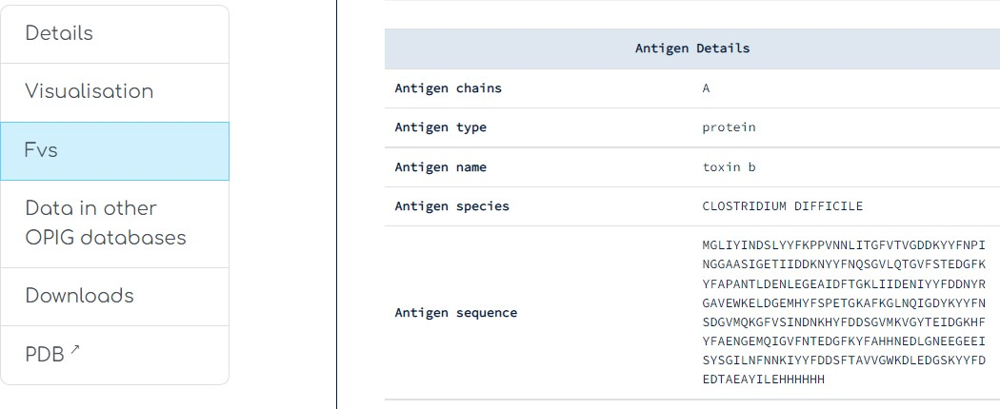 Details
Visualisation
Fvs
Data in other
OPIG databases
Downloads
PDB ↗
Antigen Details
Antigen chains A
Antigen type protein
Antigen name toxin b
Antigen species CLOSTRIDIUM DIFFICILE
Antigen sequence
MGLIYINDSLYYFKPPVNNLITGFVTVGDDKYYFNPI
NGGAASIGETIIDDKNYYFNQSGVLQTGVFSTEDGFK
YFAPANTLDENLEGEAIDFTGKLIIDENIYYFDDNYR
GAVEWKELDGEMHYFSPETGKAFKGLNQIGDYKYYFN
SDGVMQKGFVSINDNKHYFDDSGVMKVGYTEIDGKHF
YFAENGEMQIGVFNTEDGFKYFAHHNEDLGNEEGEEI
SYSGILNFNNKIYYFDDSFTAVVGWKDLEDGSKYYFD
EDTAEAYILEHHHHHH